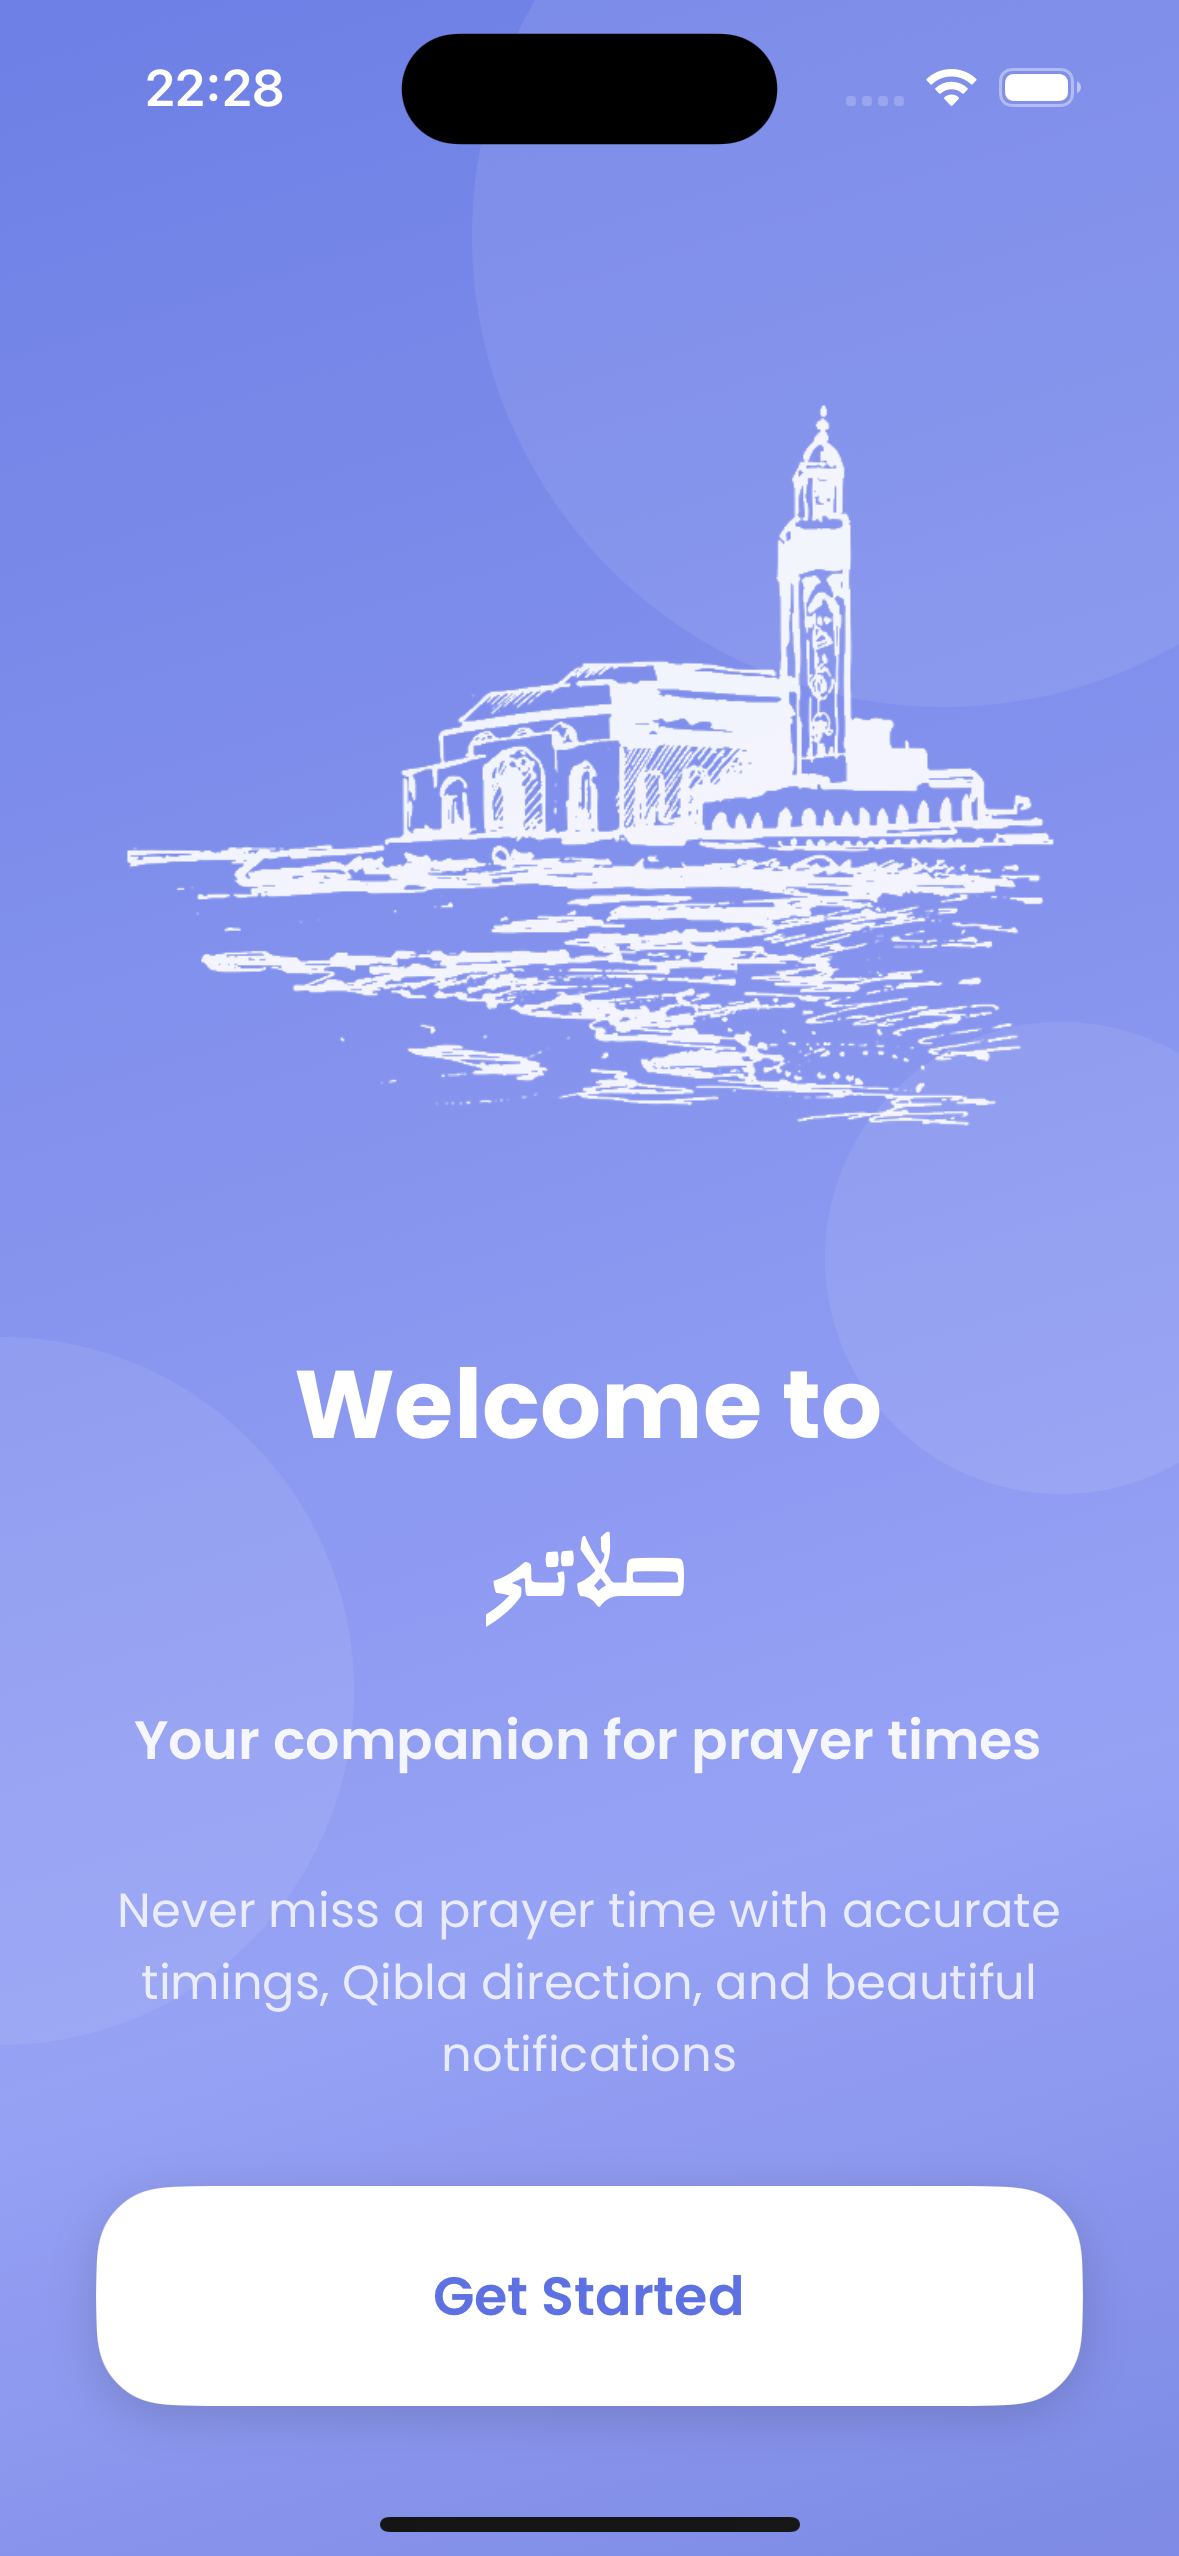 22:28
Welcome to
صلاتي
Your companion for prayer times
Never miss a prayer time with accurate
timings, Qibla direction, and beautiful
notifications
Get Started